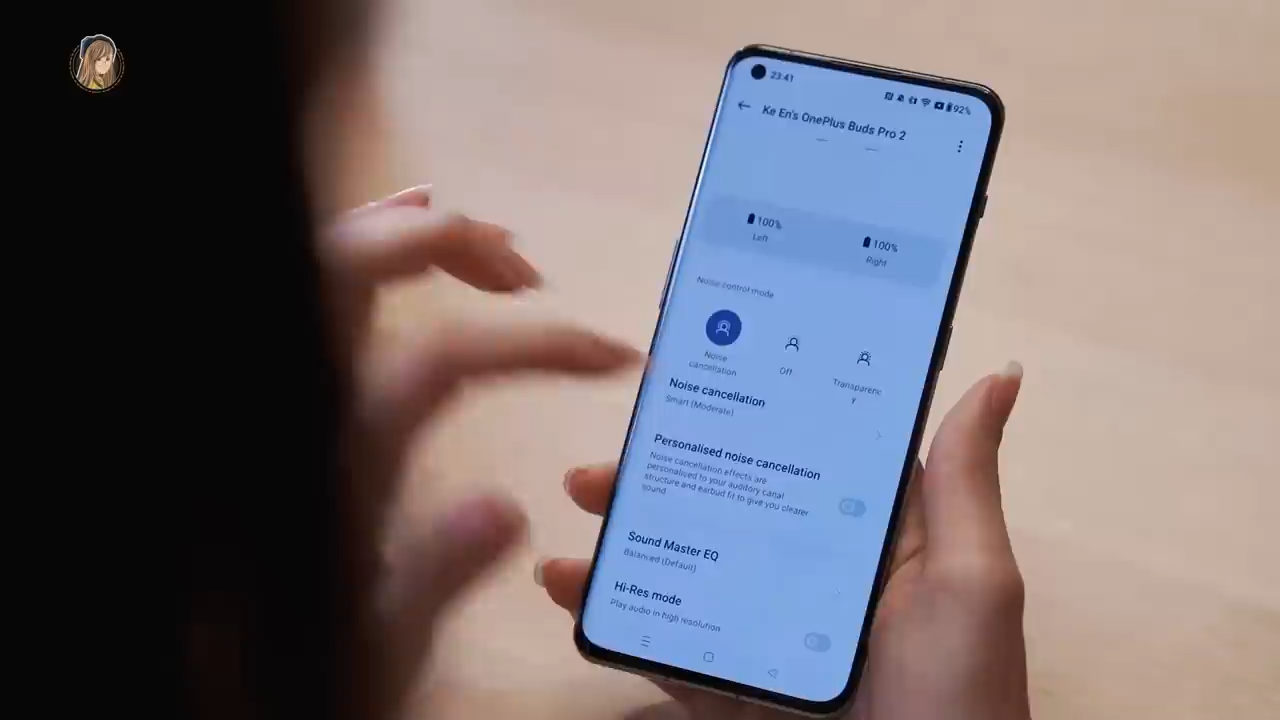 23:41
92%
Ke En's OnePlus Buds Pro 2
100%
Left
100%
Right
Noise control mode
Noise
cancellation
Off
Transparenc
y
Noise cancellation
Smart (Moderate)
Personalised noise cancellation
Noise cancellation effects are
personalised to your auditory canal
structure and earbud fit to give you clearer
sound.
Sound Master EQ
Balanced (Default)
Hi-Res mode
Play audio in high resolution